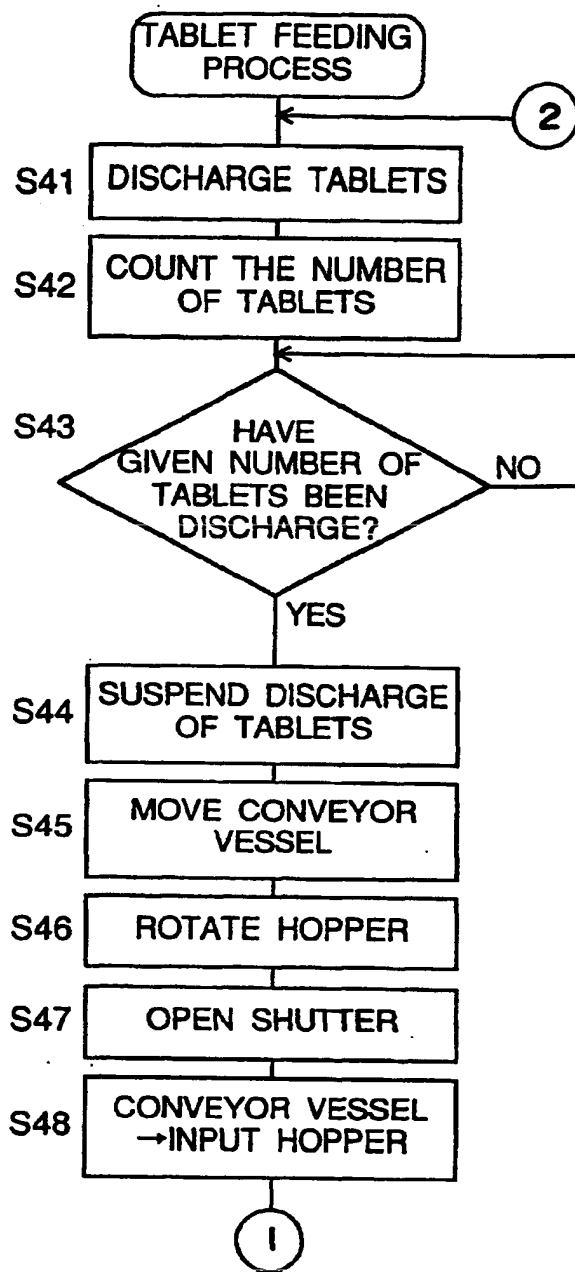 TABLET FEEDING
PROCESS
2
S41
DISCHARGE TABLETS
S42
COUNT THE NUMBER
OF TABLETS
S43
HAVE
GIVEN NUMBER OF
TABLETS BEEN
DISCHARGE?
NO
YES
S44
SUSPEND DISCHARGE
OF TABLETS
S45
MOVE CONVEYOR
VESSEL
S46
ROTATE HOPPER
S47
OPEN SHUTTER
S48
CONVEYOR VESSEL
→INPUT HOPPER
1